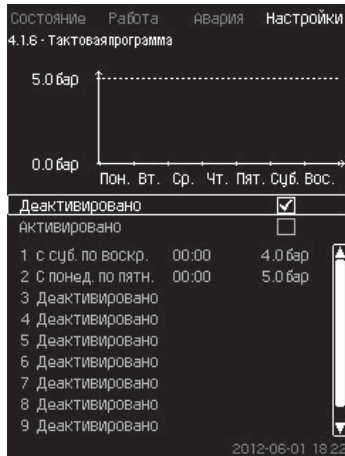 Состояние Работа Авария Настройки
4.1.6 - Тактовая программа
5.0 бар
0.0 бар
Пон. Вт. Ср. Чт. Пят. Суб. Вос.
Деактивировано
Активировано
1 с суб. по воскр. 00:00 4.0 бар
2 С понед. по пятн. 00:00 5.0 бар
3 Деактивировано
4 Деактивировано
5 Деактивировано
6 Деактивировано
7 Деактивировано
8 Деактивировано
9 Деактивировано
2012-06-01 18:22